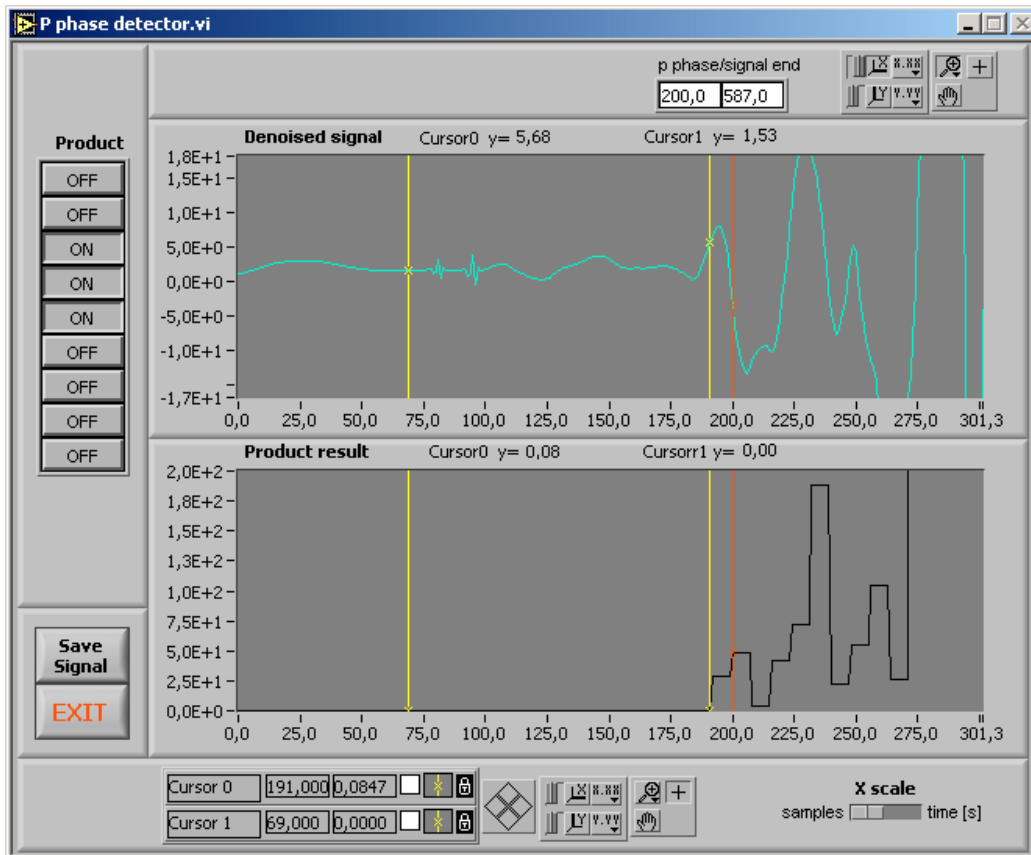 P phase detector.vi
p phase/signal end
200,0 587,0
X 8.88
Y Y.YY
Product
OFF
OFF
ON
ON
ON
OFF
OFF
OFF
OFF
Denoised signal Cursor0 y= 5,68 Cursor1 y= 1,53
1,8E+1
1,5E+1
1,0E+1
5,0E+0
0,0E+0
-5,0E+0
-1,0E+1
-1,7E+1
0,0 25,0 50,0 75,0 100,0 125,0 150,0 175,0 200,0 225,0 250,0 275,0 301,3
Product result Cursor0 y= 0,08 Cursorr1 y= 0,00
2,0E+2
1,8E+2
1,5E+2
1,3E+2
1,0E+2
7,5E+1
5,0E+1
2,5E+1
0,0E+0
0,0 25,0 50,0 75,0 100,0 125,0 150,0 175,0 200,0 225,0 250,0 275,0 301,3
Save
Signal
EXIT
Cursor 0 191,000 0,0847
Cursor 1 69,000 0,0000
X 8.88
Y Y.YY
X scale
samples time [s]